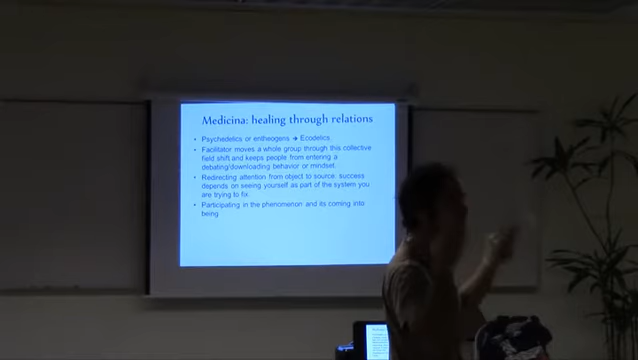 Medicina: healing through relations
• Psychedelics or entheogens → Ecodelics.
• Facilitator moves a whole group through this collective
field shift and keeps people from entering a
debating/downloading behavior or mindset.
• Redirecting attention from object to source, success
depends on seeing yourself as part of the system you
are trying to fix.
• Participating in the phenomenon and its coming into
being